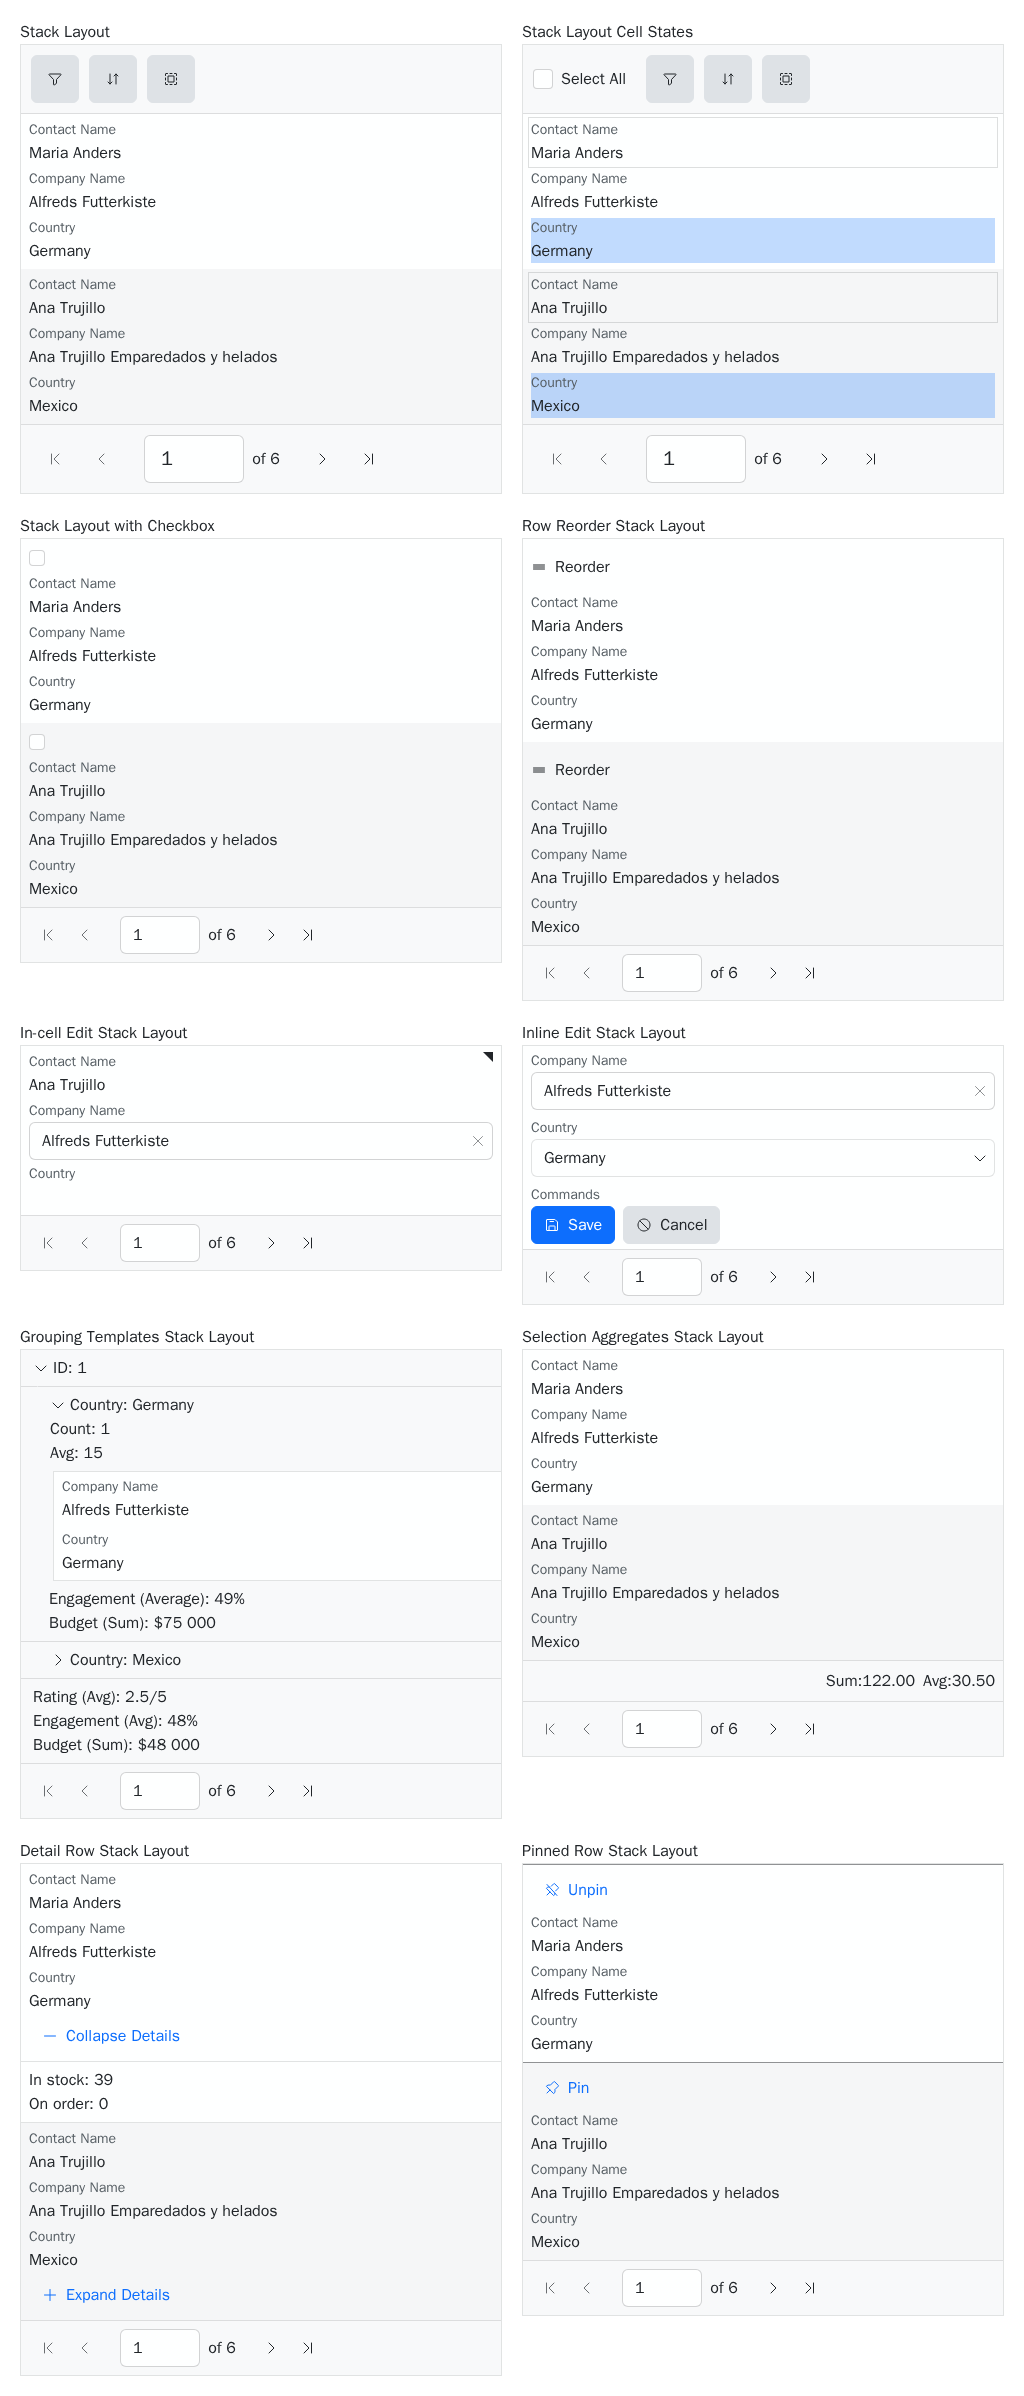 Stack Layout
Contact Name
Maria Anders
Company Name
Alfreds Futterkiste
Country
Germany
Contact Name
Ana Trujillo
Company Name
Ana Trujillo Emparedados y helados
Country
Mexico
1 of 6
Stack Layout Cell States
Select All
Contact Name
Maria Anders
Company Name
Alfreds Futterkiste
Country
Germany
Contact Name
Ana Trujillo
Company Name
Ana Trujillo Emparedados y helados
Country
Mexico
1 of 6
Stack Layout with Checkbox
Contact Name
Maria Anders
Company Name
Alfreds Futterkiste
Country
Germany
Contact Name
Ana Trujillo
Company Name
Ana Trujillo Emparedados y helados
Country
Mexico
1 of 6
Row Reorder Stack Layout
Reorder
Contact Name
Maria Anders
Company Name
Alfreds Futterkiste
Country
Germany
Reorder
Contact Name
Ana Trujillo
Company Name
Ana Trujillo Emparedados y helados
Country
Mexico
1 of 6
In-cell Edit Stack Layout
Contact Name
Ana Trujillo
Company Name
Alfreds Futterkiste
Country
1 of 6
Inline Edit Stack Layout
Company Name
Alfreds Futterkiste
Country
Germany
Commands
Save Cancel
1 of 6
Grouping Templates Stack Layout
ID: 1
Country: Germany
Count: 1
Avg: 15
Company Name
Alfreds Futterkiste
Country
Germany
Engagement (Average): 49%
Budget (Sum): $75 000
Country: Mexico
Rating (Avg): 2.5/5
Engagement (Avg): 48%
Budget (Sum): $48 000
1 of 6
Selection Aggregates Stack Layout
Contact Name
Maria Anders
Company Name
Alfreds Futterkiste
Country
Germany
Contact Name
Ana Trujillo
Company Name
Ana Trujillo Emparedados y helados
Country
Mexico
Sum:122.00 Avg:30.50
1 of 6
Detail Row Stack Layout
Contact Name
Maria Anders
Company Name
Alfreds Futterkiste
Country
Germany
Collapse Details
In stock: 39
On order: 0
Contact Name
Ana Trujillo
Company Name
Ana Trujillo Emparedados y helados
Country
Mexico
Expand Details
1 of 6
Pinned Row Stack Layout
Unpin
Contact Name
Maria Anders
Company Name
Alfreds Futterkiste
Country
Germany
Pin
Contact Name
Ana Trujillo
Company Name
Ana Trujillo Emparedados y helados
Country
Mexico
1 of 6